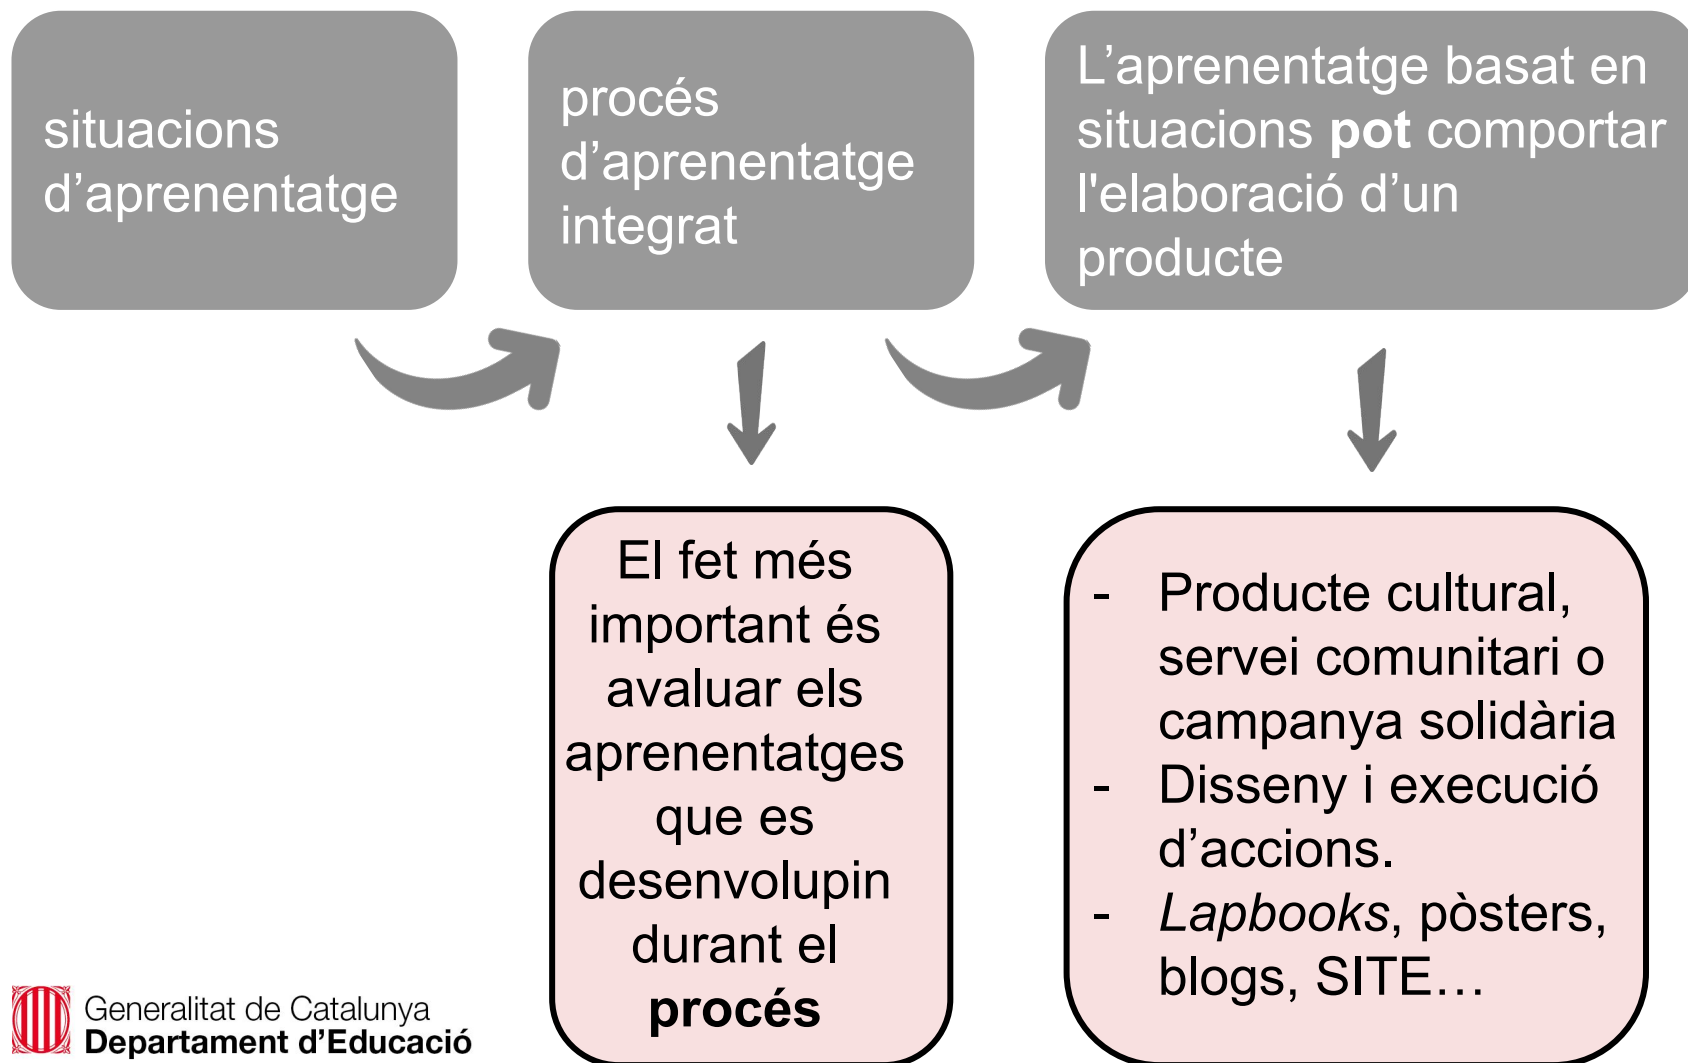 situacions
d’aprenentatge
procés
d’aprenentatge
integrat
L’aprenentatge basat en
situacions pot comportar
l'elaboració d’un
producte
El fet més
important és
avaluar els
aprenentatges
que es
desenvolupin
durant el
procés
- Producte cultural,
servei comunitari o
campanya solidària
- Disseny i execució
d’accions.
- Lapbooks, pòsters,
blogs, SITE…
Generalitat de Catalunya
Departament d’Educació